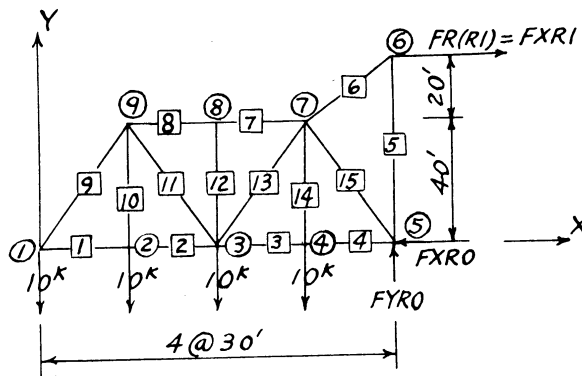 Y
⑥
FR(R1) = FXR1
6
20'
⑨
⑧
⑦
8
7
5
40'
9
10
11
12
13
14
15
X
①
1
②
2
③
3
④
4
⑤
FXR0
10ᴷ
10ᴷ
10ᴷ
10ᴷ
FYR0
4 @ 30'